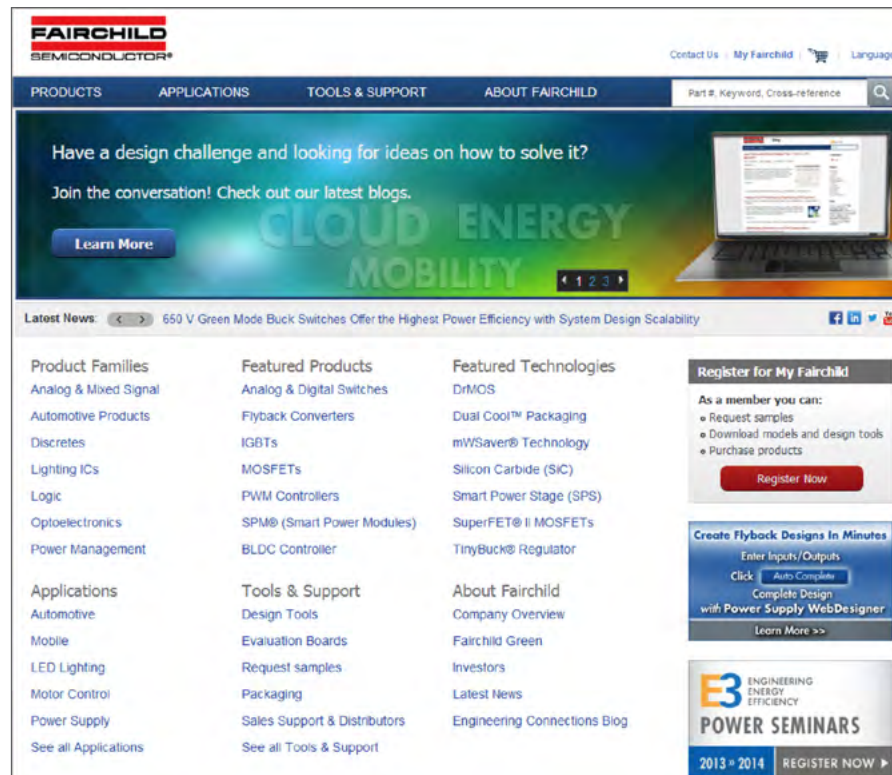 FAIRCHILD
SEMICONDUCTOR®
Contact Us My Fairchild Language
PRODUCTS APPLICATIONS TOOLS & SUPPORT ABOUT FAIRCHILD Part #, Keyword, Cross-reference
Have a design challenge and looking for ideas on how to solve it?
Join the conversation! Check out our latest blogs.
Learn More
CLOUD ENERGY
MOBILITY
1 2 3
Latest News: 650 V Green Mode Buck Switches Offer the Highest Power Efficiency with System Design Scalability
Product Families
Analog & Mixed Signal
Automotive Products
Discretes
Lighting ICs
Logic
Optoelectronics
Power Management
Featured Products
Analog & Digital Switches
Flyback Converters
IGBTs
MOSFETs
PWM Controllers
SPM® (Smart Power Modules)
BLDC Controller
Featured Technologies
DrMOS
Dual Cool™ Packaging
mWSaver® Technology
Silicon Carbide (SiC)
Smart Power Stage (SPS)
SuperFET® II MOSFETs
TinyBuck® Regulator
Applications
Automotive
Mobile
LED Lighting
Motor Control
Power Supply
See all Applications
Tools & Support
Design Tools
Evaluation Boards
Request samples
Packaging
Sales Support & Distributors
See all Tools & Support
About Fairchild
Company Overview
Fairchild Green
Investors
Latest News
Engineering Connections Blog
Register for My Fairchild
As a member you can:
Request samples
Download models and design tools
Purchase products
Register Now
Create Flyback Designs In Minutes
Enter Inputs/Outputs
Click Auto Complete
Complete Design
with Power Supply WebDesigner
Learn More >>
E3 ENGINEERING
ENERGY
EFFICIENCY
POWER SEMINARS
2013 » 2014 REGISTER NOW